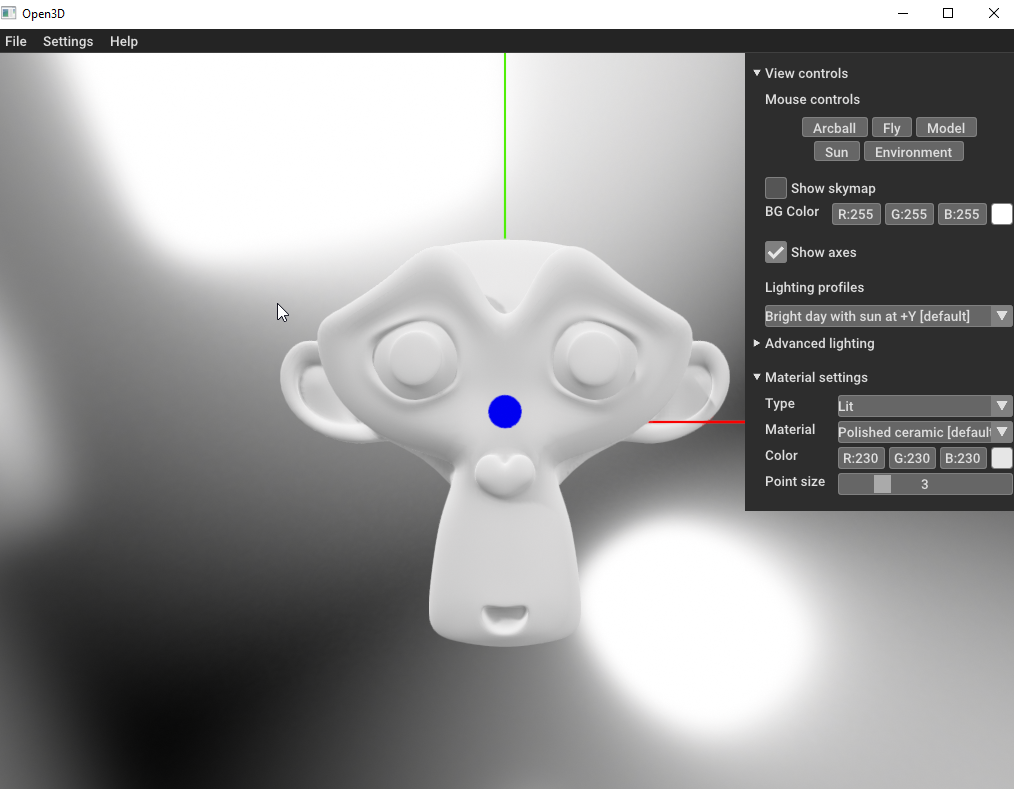 Open3D
File Settings Help
View controls
Mouse controls
Arcball Fly Model
Sun Environment
Show skymap
BG Color R:255 G:255 B:255
Show axes
Lighting profiles
Bright day with sun at +Y [default]
Advanced lighting
Material settings
Type Lit
Material Polished ceramic [defaul
Color R:230 G:230 B:230
Point size 3